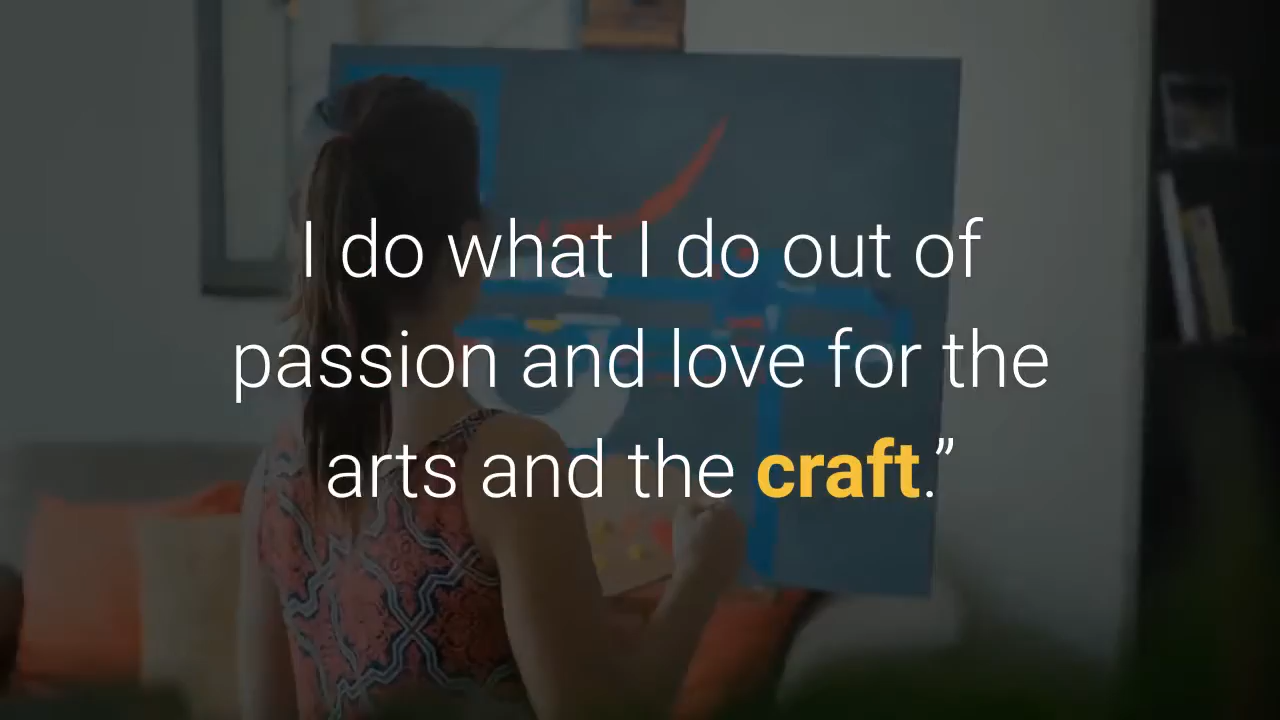 I do what I do out of
passion and love for the
arts and the craft.”